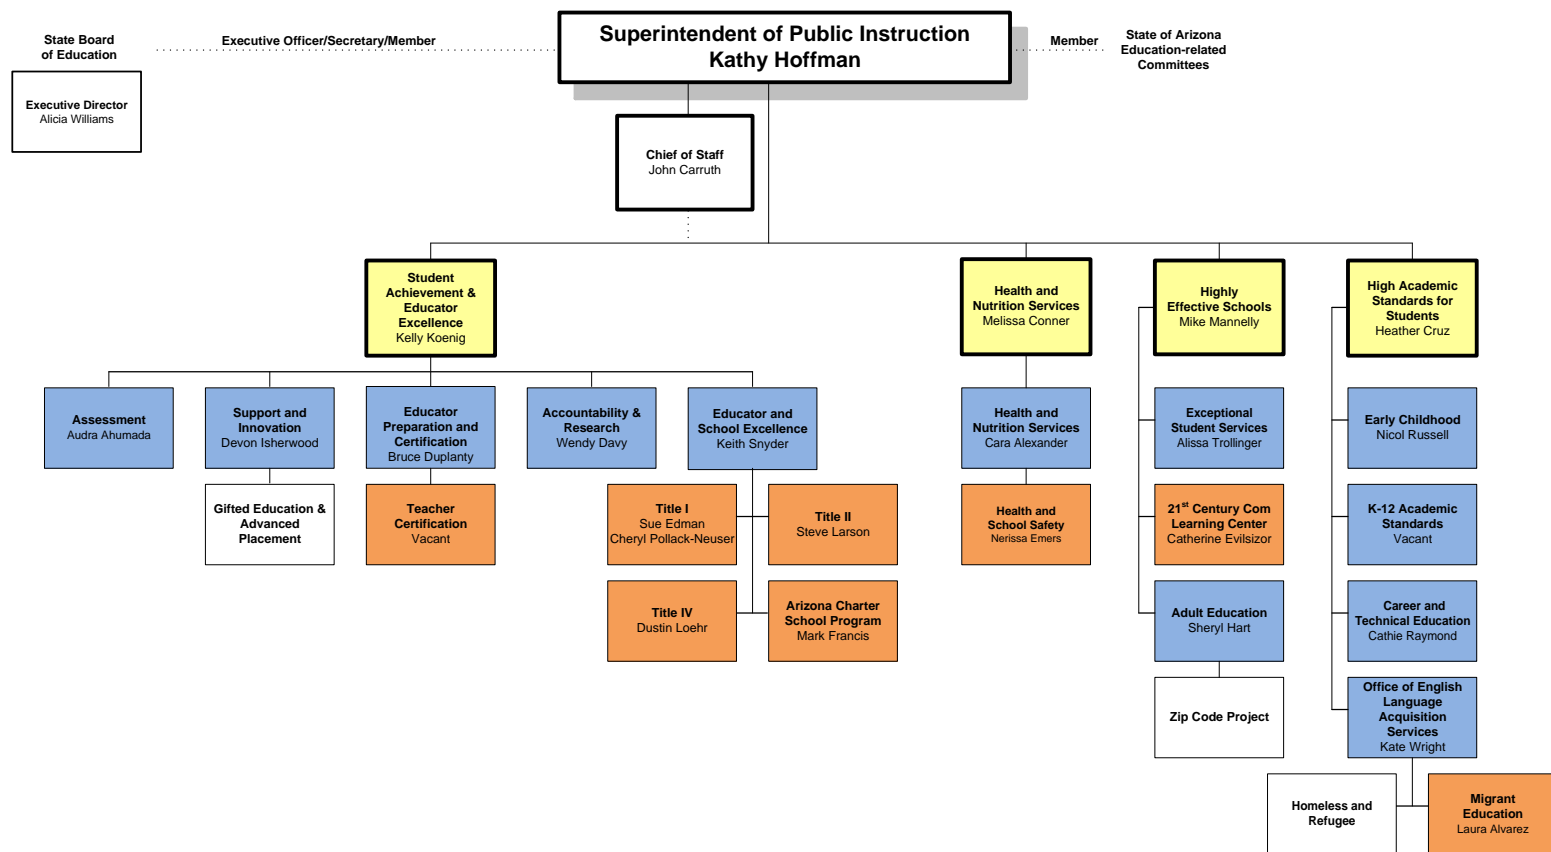 Superintendent of Public Instruction
Kathy Hoffman
State Board
of Education
Executive Officer/Secretary/Member
Member
State of Arizona
Education-related
Committees
Executive Director
Alicia Williams
Chief of Staff
John Carruth
Student
Achievement &
Educator
Excellence
Kelly Koenig
Health and
Nutrition Services
Melissa Conner
Highly
Effective Schools
Mike Mannelly
High Academic
Standards for
Students
Heather Cruz
Assessment
Audra Ahumada
Support and
Innovation
Devon Isherwood
Educator
Preparation and
Certification
Bruce Duplanty
Accountability &
Research
Wendy Davy
Educator and
School Excellence
Keith Snyder
Health and
Nutrition Services
Cara Alexander
Exceptional
Student Services
Alissa Trollinger
Early Childhood
Nicol Russell
Gifted Education &
Advanced
Placement
Teacher
Certification
Vacant
Title I
Sue Edman
Cheryl Pollack-Neuser
Title II
Steve Larson
Health and
School Safety
Nerissa Emers
21st Century Com
Learning Center
Catherine Evilsizor
K-12 Academic
Standards
Vacant
Title IV
Dustin Loehr
Arizona Charter
School Program
Mark Francis
Adult Education
Sheryl Hart
Career and
Technical Education
Cathie Raymond
Zip Code Project
Office of English
Language
Acquisition
Services
Kate Wright
Homeless and
Refugee
Migrant
Education
Laura Alvarez